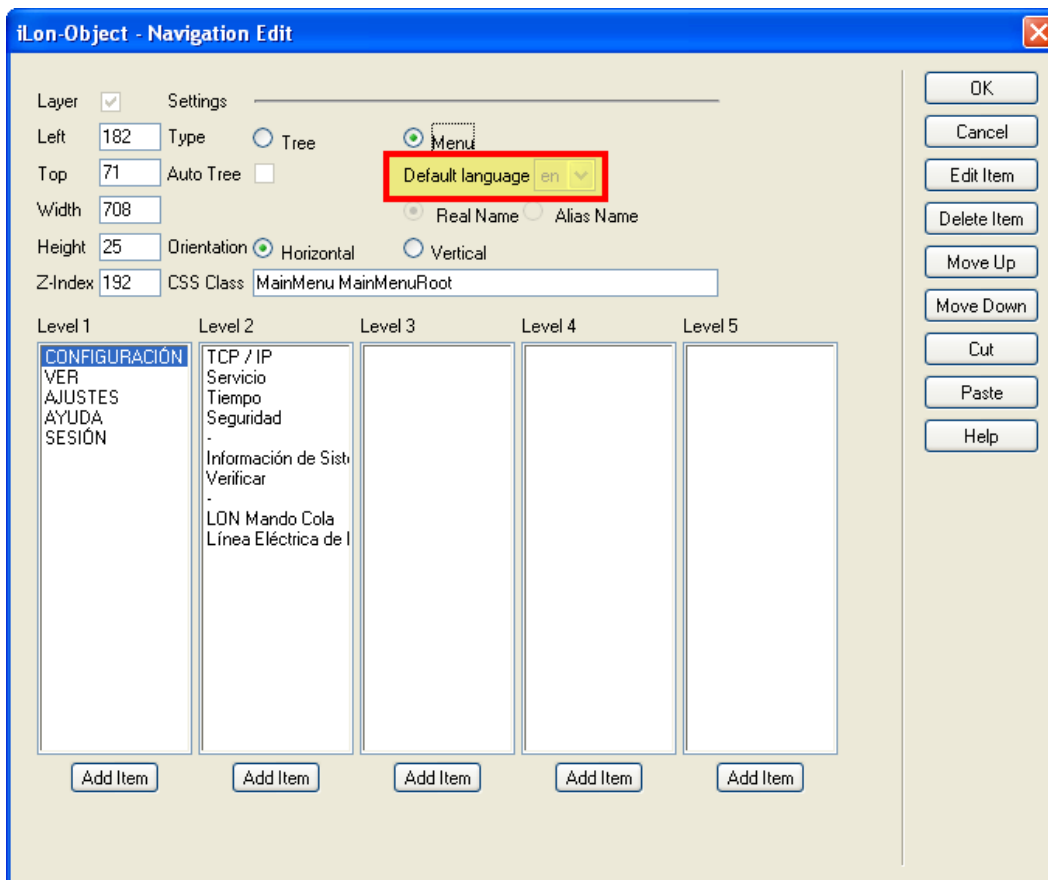 iLon-Object - Navigation Edit
Layer Settings
Left 182 Type Tree Menu
Top 71 Auto Tree Default language en
Width 708 Real Name Alias Name
Height 25 Orientation Horizontal Vertical
Z-Index 192 CSS Class MainMenu MainMenuRoot
Level 1 Level 2 Level 3 Level 4 Level 5
CONFIGURACIÓN
VER
AJUSTES
AYUDA
SESIÓN
TCP / IP
Servicio
Tiempo
Seguridad
-
Información de Siste
Verificar
-
LON Mando Cola
Línea Eléctrica de I
Add Item Add Item Add Item Add Item Add Item
OK
Cancel
Edit Item
Delete Item
Move Up
Move Down
Cut
Paste
Help